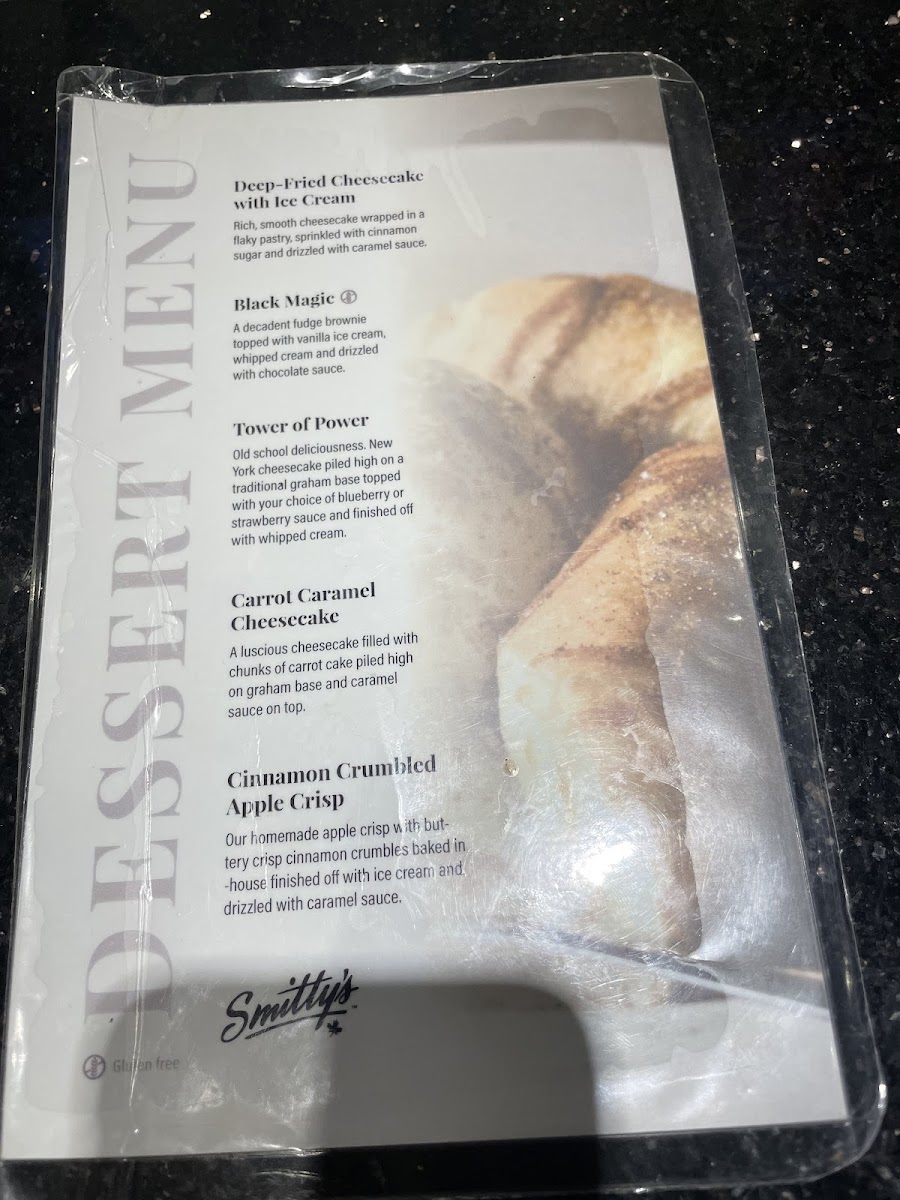 DESSERT MENU
Deep-Fried Cheesecake
with Ice Cream
Rich, smooth cheesecake wrapped in a
flaky pastry, sprinkled with cinnamon
sugar and drizzled with caramel sauce.
Black Magic
A decadent fudge brownie
topped with vanilla ice cream,
whipped cream and drizzled
with chocolate sauce.
Tower of Power
Old school deliciousness. New
York cheesecake piled high on a
traditional graham base topped
with your choice of blueberry or
strawberry sauce and finished off
with whipped cream.
Carrot Caramel
Cheesecake
A luscious cheesecake filled with
chunks of carrot cake piled high
on graham base and caramel
sauce on top.
Cinnamon Crumbled
Apple Crisp
Our homemade apple crisp with but-
tery crisp cinnamon crumbles baked in
-house finished off with ice cream and
drizzled with caramel sauce.
Smitty's
Gluten free